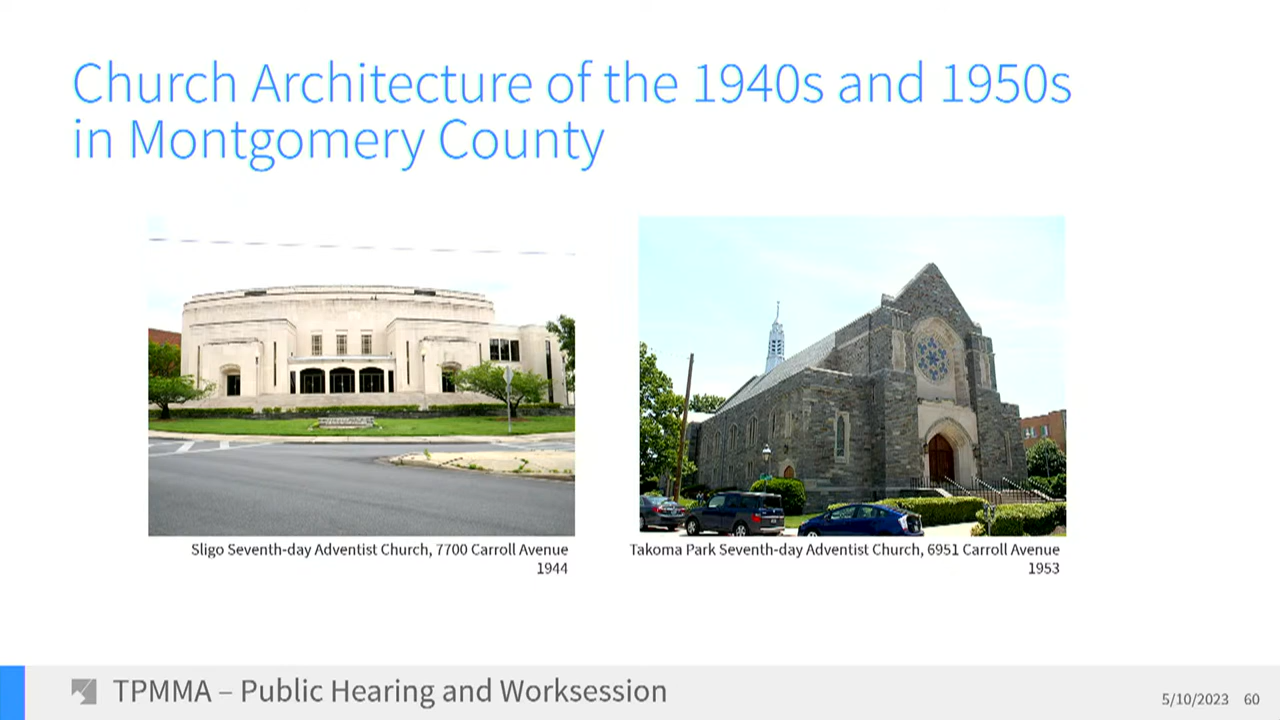 Church Architecture of the 1940s and 1950s
in Montgomery County
Sligo Seventh-day Adventist Church, 7700 Carroll Avenue
1944
Takoma Park Seventh-day Adventist Church, 6951 Carroll Avenue
1953
TPMMA – Public Hearing and Worksession
5/10/2023 60